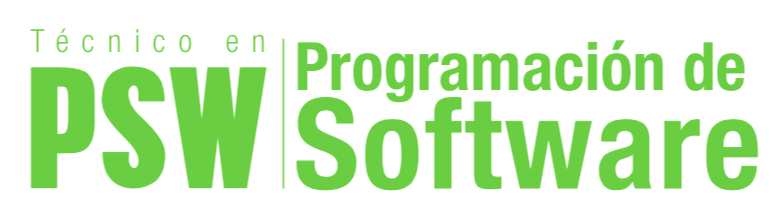 Técnico en
PSW
Programación de
Software